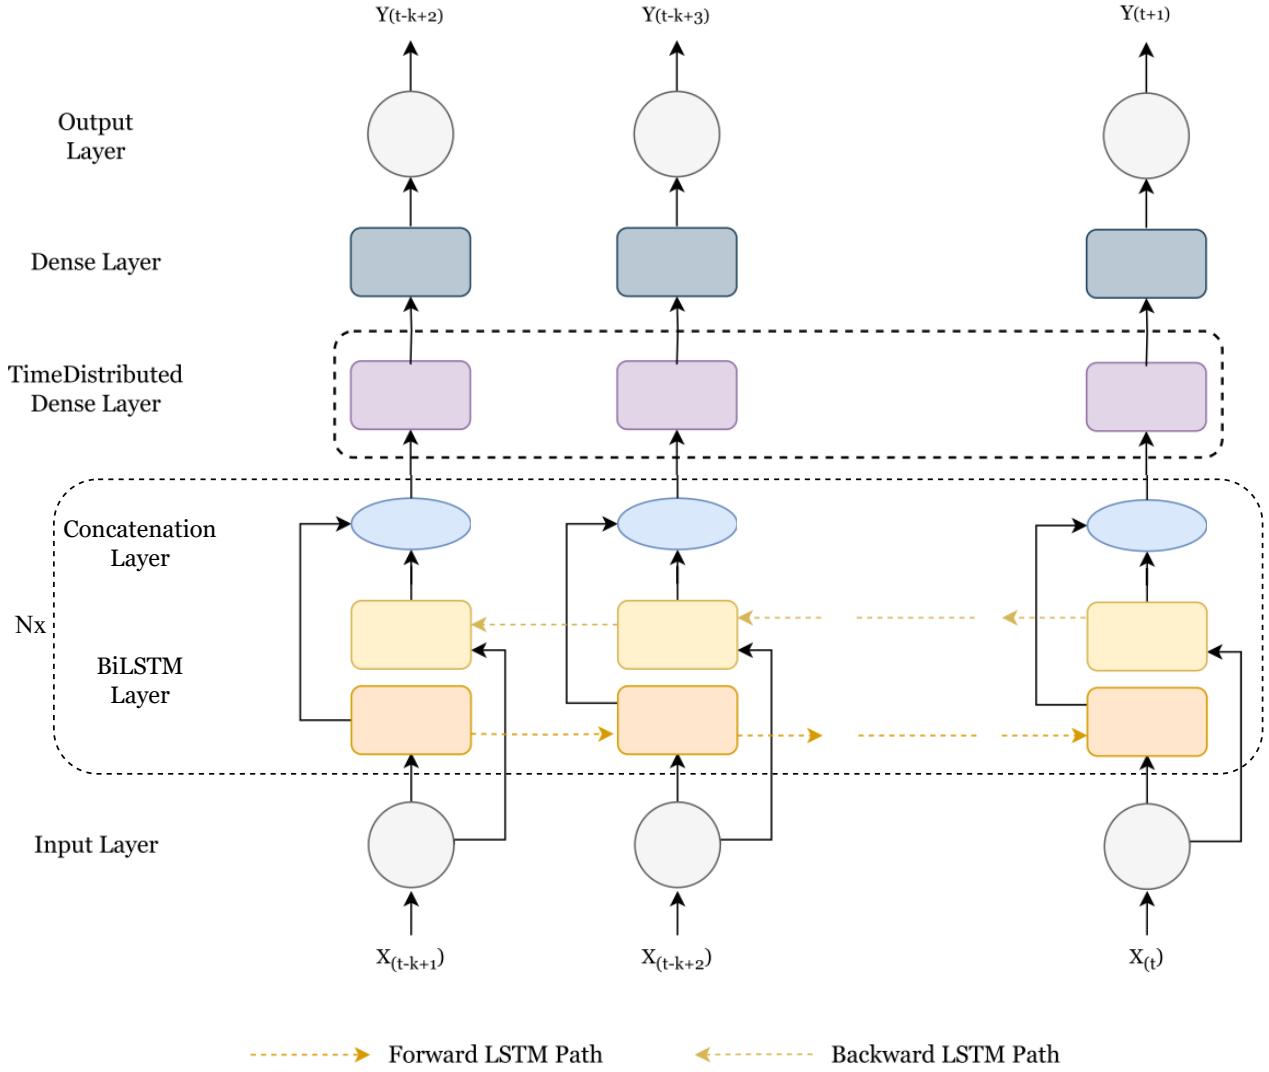 Y(t-k+2) Y(t-k+3) Y(t+1)
Output
Layer
Dense Layer
TimeDistributed
Dense Layer
Concatenation
Layer
Nx
BiLSTM
Layer
Input Layer
X(t-k+1) X(t-k+2) X(t)
Forward LSTM Path Backward LSTM Path